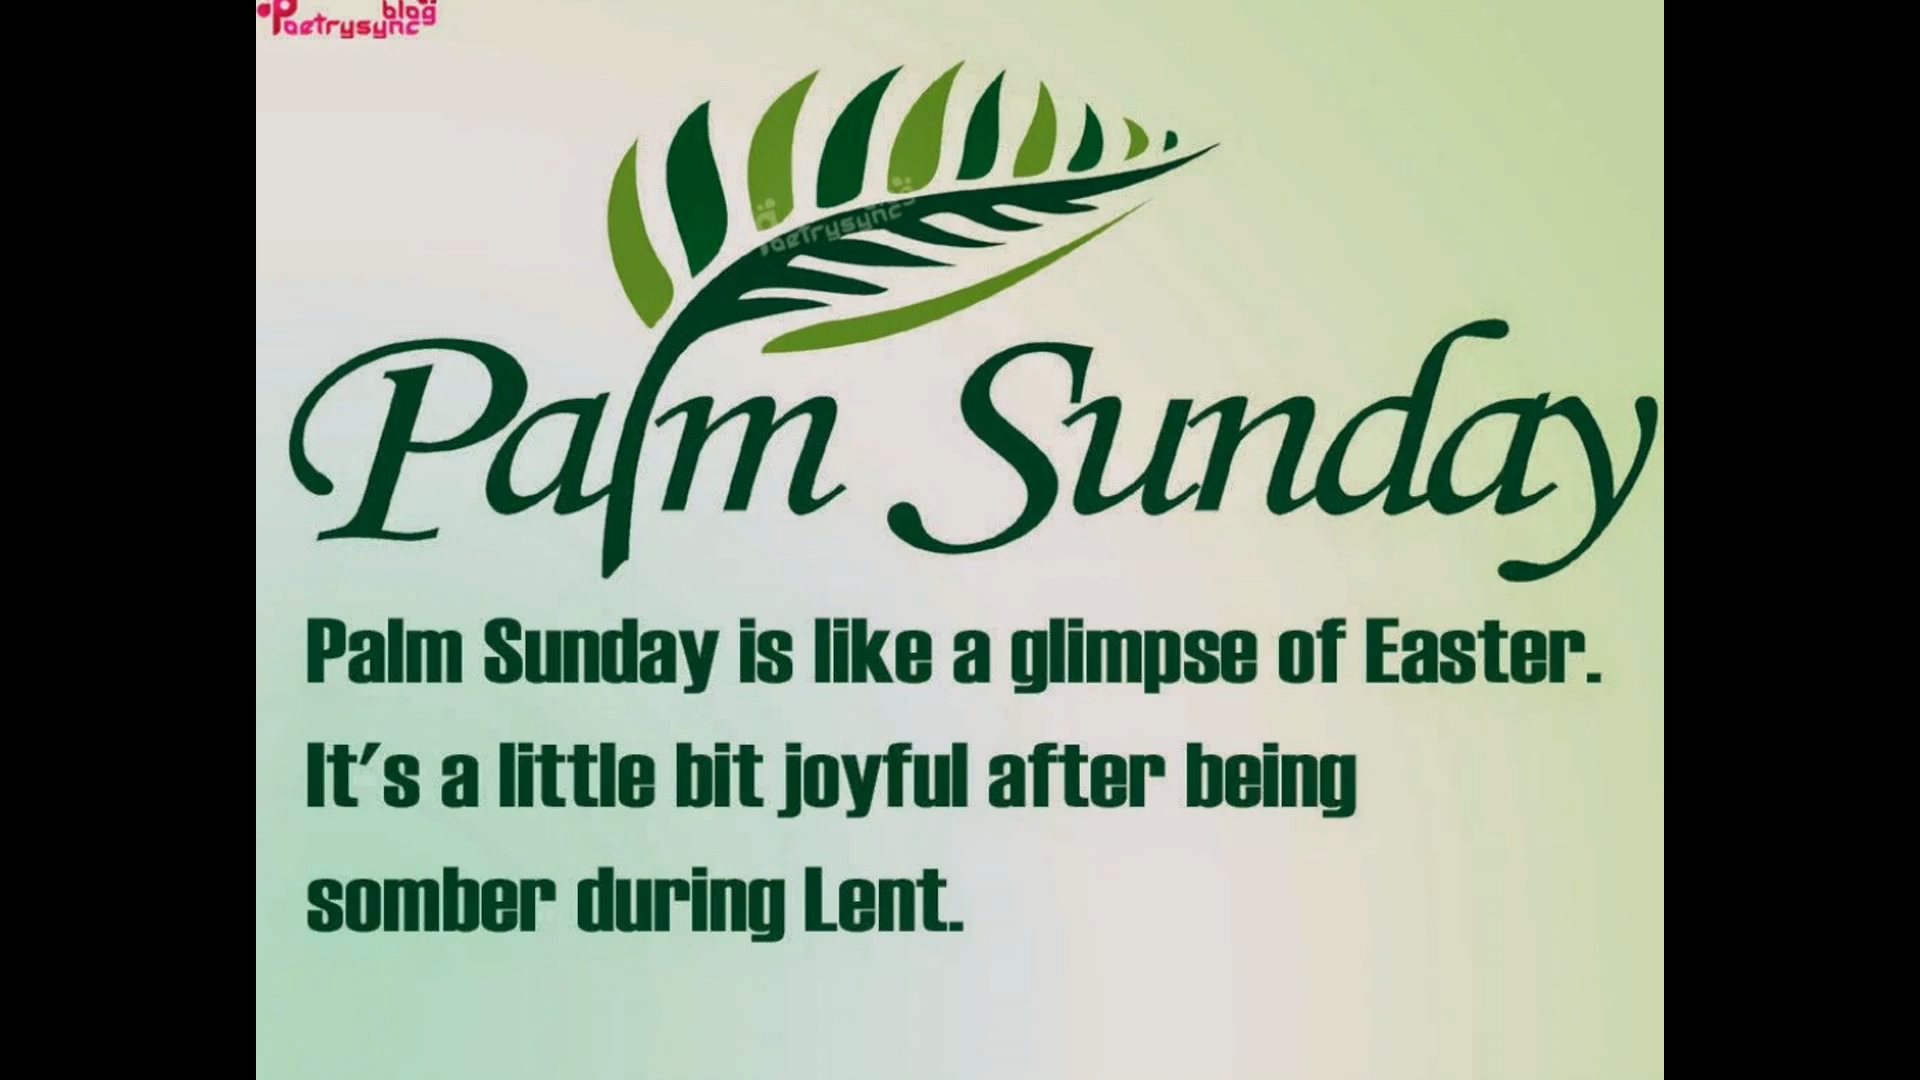 Poetrysync blog
Poetrysync
Palm Sunday
Palm Sunday is like a glimpse of Easter.
It's a little bit joyful after being
somber during Lent.